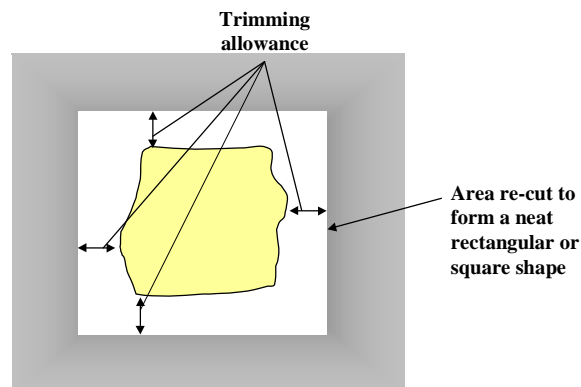 Trimming
allowance
Area re-cut to
form a neat
rectangular or
square shape